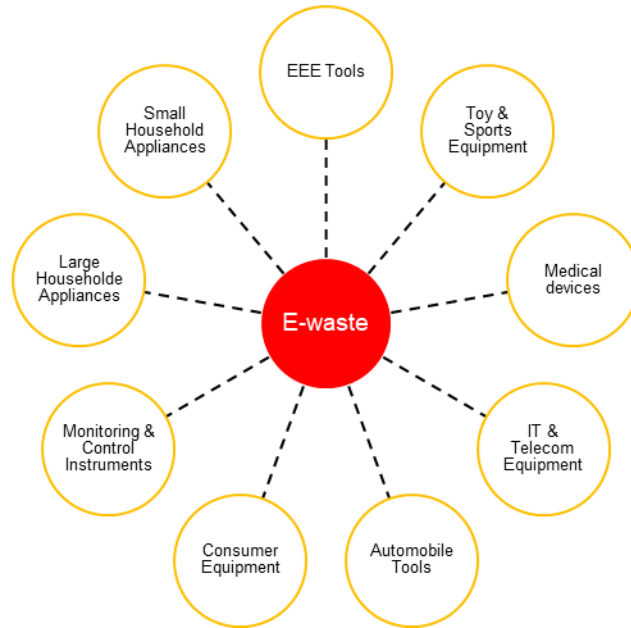 EEE Tools
Small
Household
Appliances
Toy &
Sports
Equipment
Large
Householde
Appliances
Medical
devices
E-waste
Monitoring &
Control
Instruments
IT &
Telecom
Equipment
Consumer
Equipment
Automobile
Tools